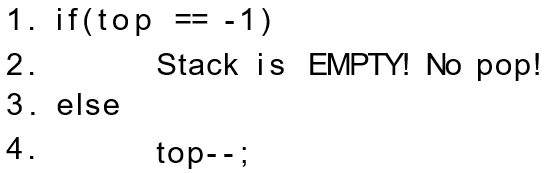 1. if(top == -1)
2. Stack is EMPTY! No pop!
3. else
4. top--;